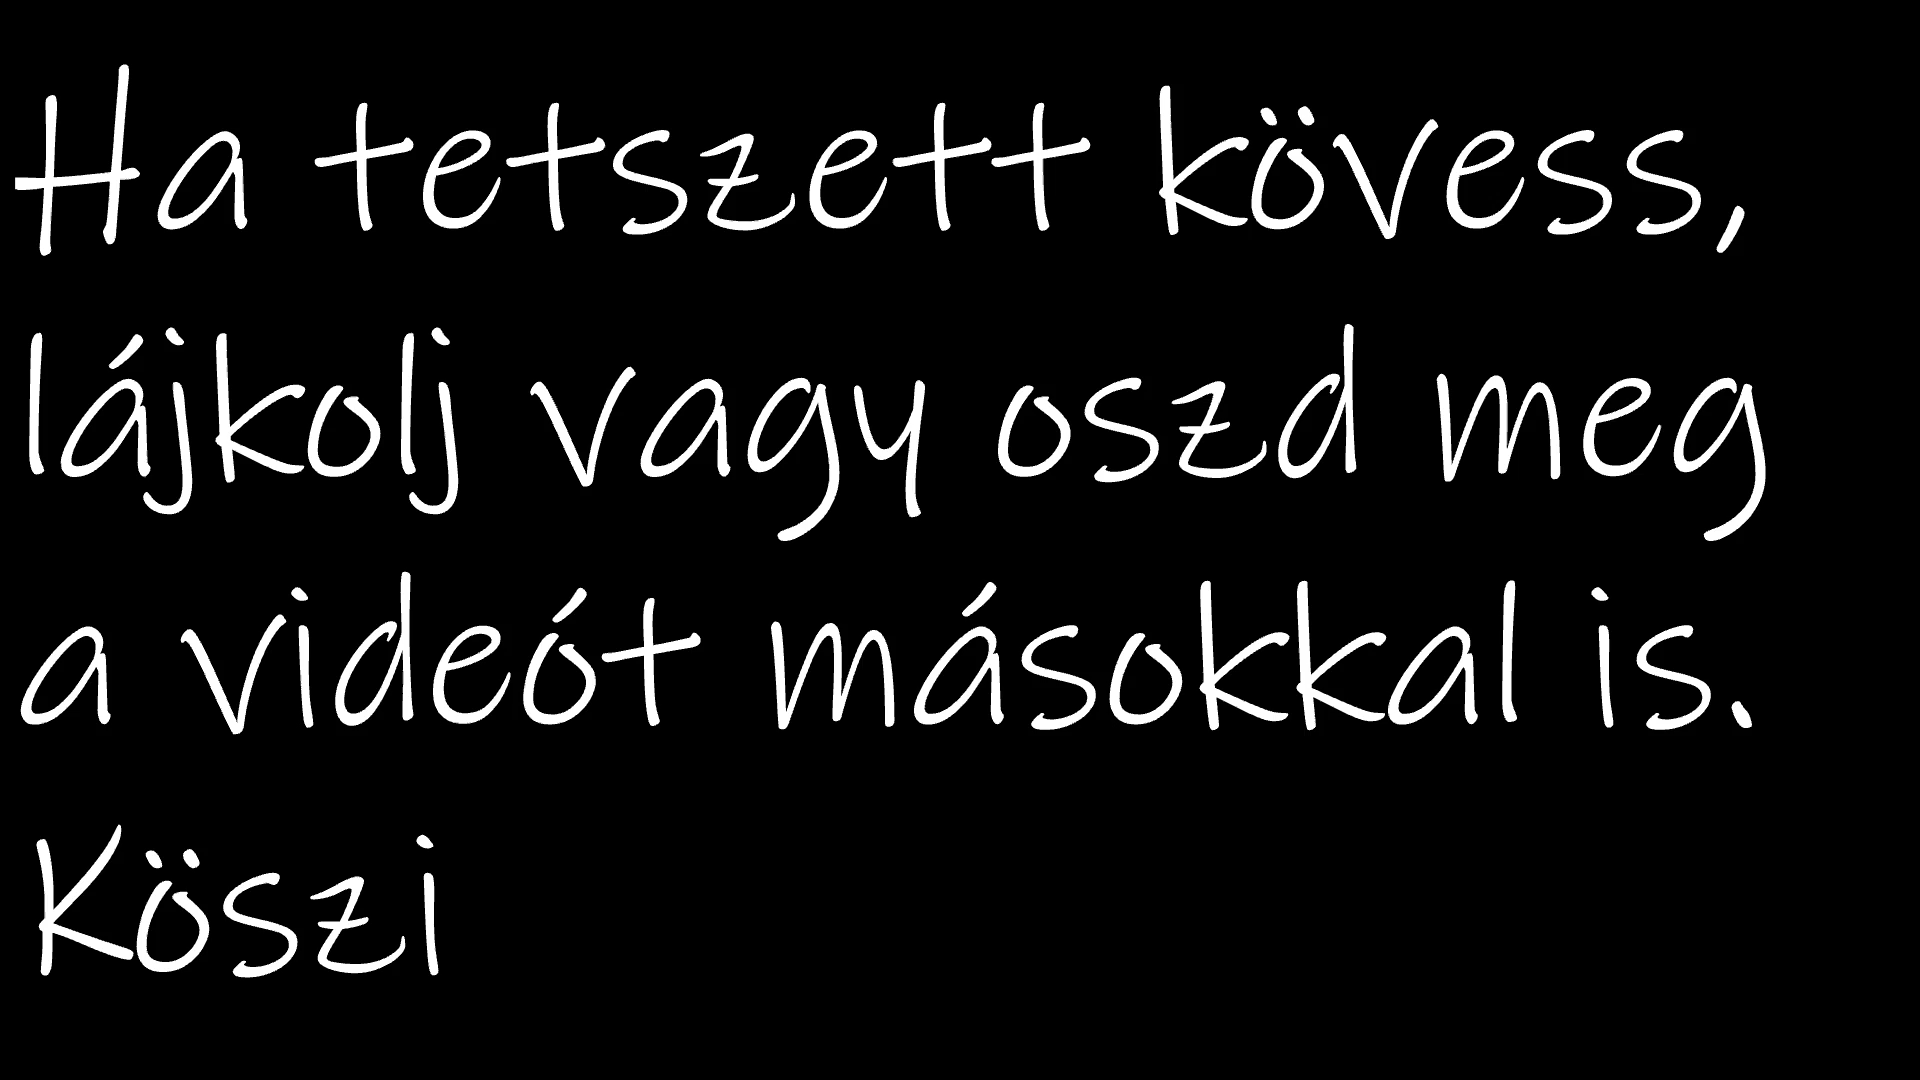 Ha tetszett kövess,
lájkolj vagy oszd meg
a videót másokkal is.
Köszi